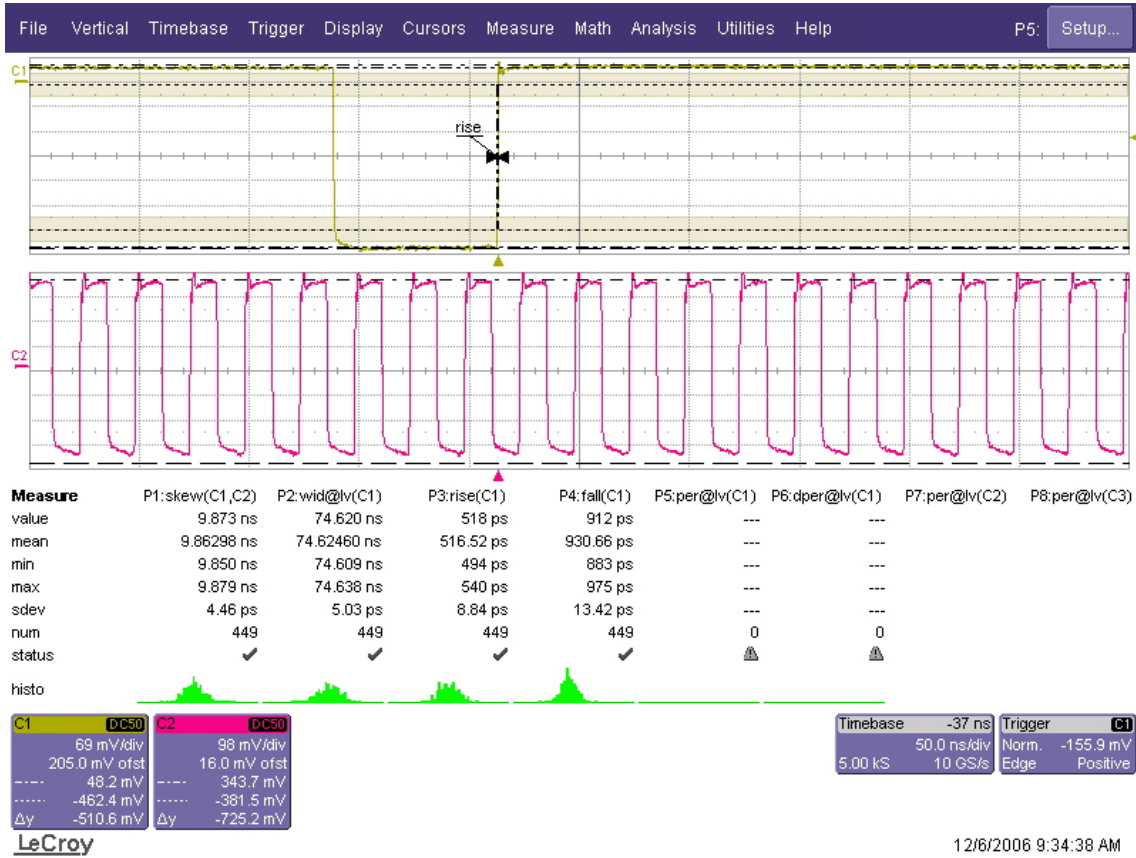 File Vertical Timebase Trigger Display Cursors Measure Math Analysis Utilities Help P5: Setup...
C1
rise
C2
Measure P1:skew(C1,C2) P2:wid@lv(C1) P3:rise(C1) P4:fall(C1) P5:per@lv(C1) P6:dper@lv(C1) P7:per@lv(C2) P8:per@lv(C3)
value 9.873 ns 74.620 ns 518 ps 912 ps --- ---
mean 9.86298 ns 74.62460 ns 516.52 ps 930.66 ps --- ---
min 9.850 ns 74.609 ns 494 ps 883 ps --- ---
max 9.879 ns 74.638 ns 540 ps 975 ps --- ---
sdev 4.46 ps 5.03 ps 8.84 ps 13.42 ps --- ---
num 449 449 449 449 0 0
status
histo
C1 DC50 C2 DC50 Timebase -37 ns Trigger C1
69 mV/div 98 mV/div 50.0 ns/div Norm. -155.9 mV
205.0 mV ofst 16.0 mV ofst 5.00 kS 10 GS/s Edge Positive
48.2 mV 343.7 mV
-462.4 mV -381.5 mV
Δy -510.6 mV Δy -725.2 mV
LeCroy 12/6/2006 9:34:38 AM